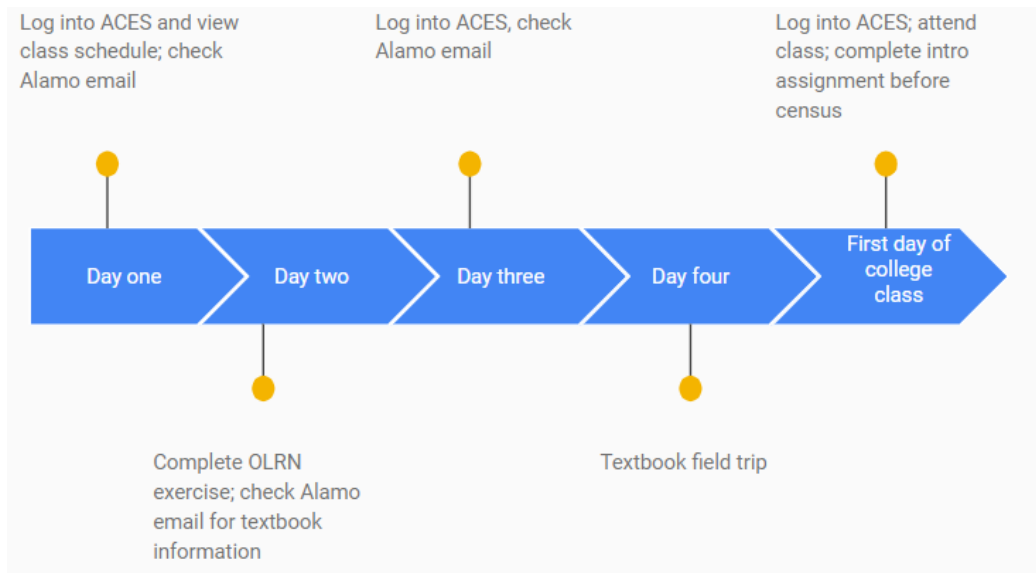 Log into ACES and view
class schedule; check
Alamo email
Log into ACES, check
Alamo email
Log into ACES; attend
class; complete intro
assignment before
census
Day one
Day two
Day three
Day four
First day of
college
class
Complete OLRN
exercise; check Alamo
email for textbook
information
Textbook field trip